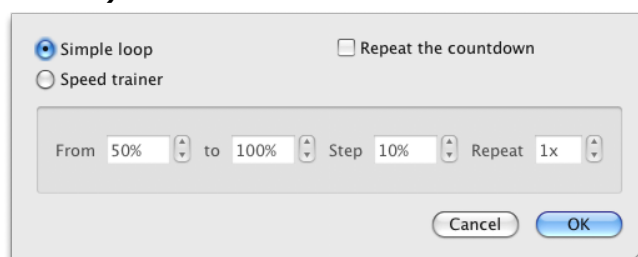 Simple loop Repeat the countdown
Speed trainer
From 50% to 100% Step 10% Repeat 1x
Cancel OK